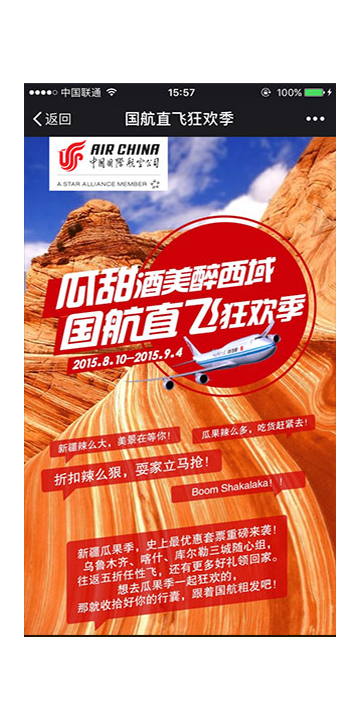 中国联通 15:57 100%
返回 国航直飞狂欢季
AIR CHINA
中国国际航空公司
A STAR ALLIANCE MEMBER
瓜甜酒美醉西域
国航直飞狂欢季
2015.8.10—2015.9.4
新疆辣么大，美景在等你！
瓜果辣么多，吃货赶紧去！
折扣辣么狠，耍家立马抢！
Boom Shakalaka！！
新疆瓜果季，史上最优惠套票重磅来袭！
乌鲁木齐、喀什、库尔勒三城随心组，
往返五折任性飞，还有更多好礼领回家。
想去瓜果季一起狂欢的，
那就收拾好你的行囊，跟着国航租发吧！